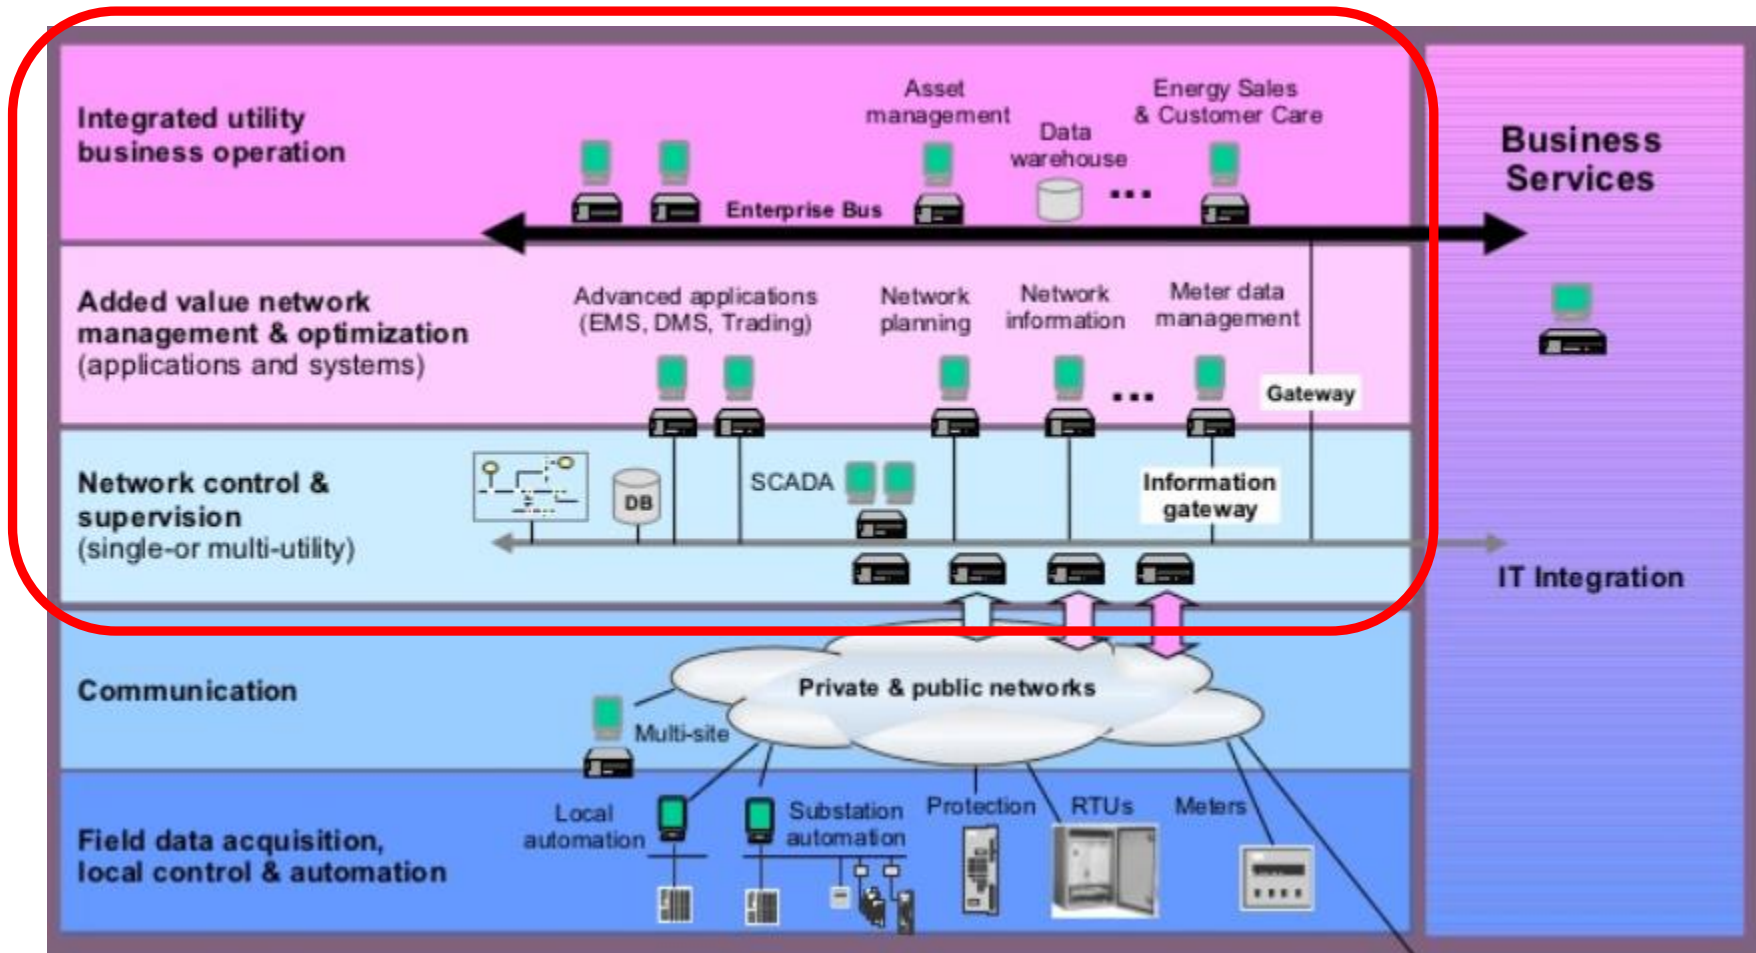 Integrated utility
business operation
Asset
management
Data
warehouse
Energy Sales
& Customer Care
Enterprise Bus
Business
Services
Added value network
management & optimization
(applications and systems)
Advanced applications
(EMS, DMS, Trading)
Network
planning
Network
information
Meter data
management
Gateway
Network control &
supervision
(single-or multi-utility)
DB
SCADA
Information
gateway
IT Integration
Communication
Private & public networks
Multi-site
Field data acquisition,
local control & automation
Local
automation
Substation
automation
Protection
RTUs
Meters